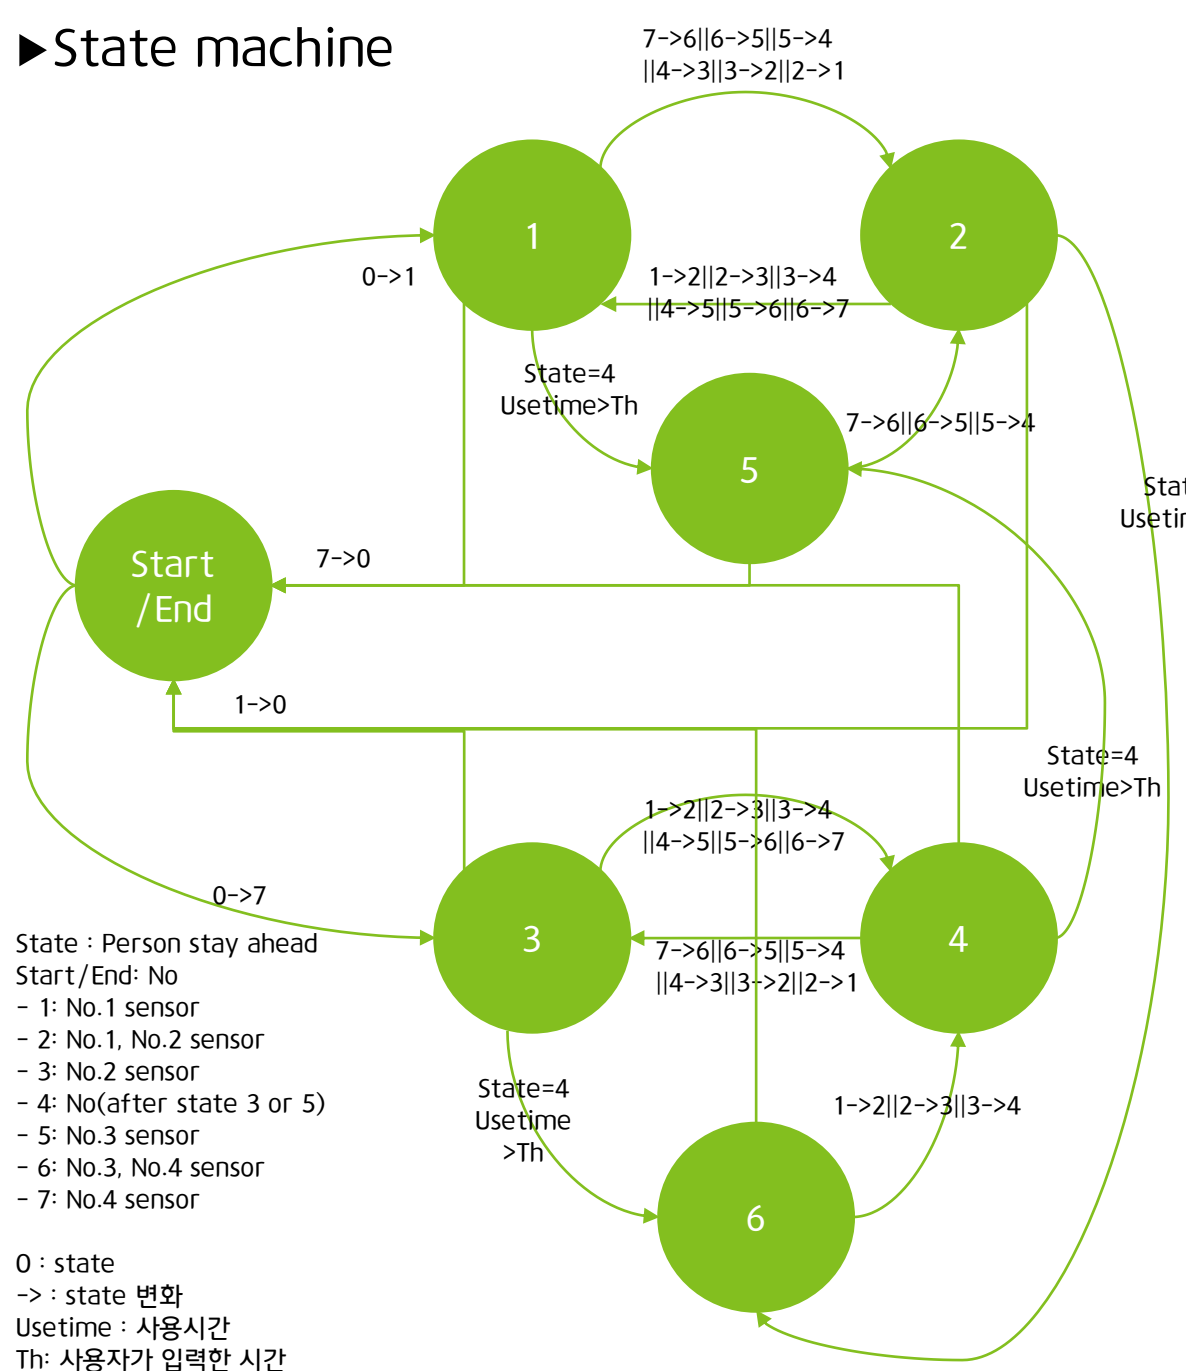 ▶State machine
7->6||6->5||5->4
||4->3||3->2||2->1
1
2
0->1
1->2||2->3||3->4
||4->5||5->6||6->7
State=4
Usetime>Th
7->6||6->5||5->4
5
Start
/End
7->0
1->0
State=4
Usetime>Th
1->2||2->3||3->4
||4->5||5->6||6->7
0->7
3
4
7->6||6->5||5->4
||4->3||3->2||2->1
State : Person stay ahead
Start/End: No
- 1: No.1 sensor
- 2: No.1, No.2 sensor
- 3: No.2 sensor
- 4: No(after state 3 or 5)
- 5: No.3 sensor
- 6: No.3, No.4 sensor
- 7: No.4 sensor
State=4
Usetime
>Th
1->2||2->3||3->4
6
0 : state
-> : state 변화
Usetime : 사용시간
Th: 사용자가 입력한 시간